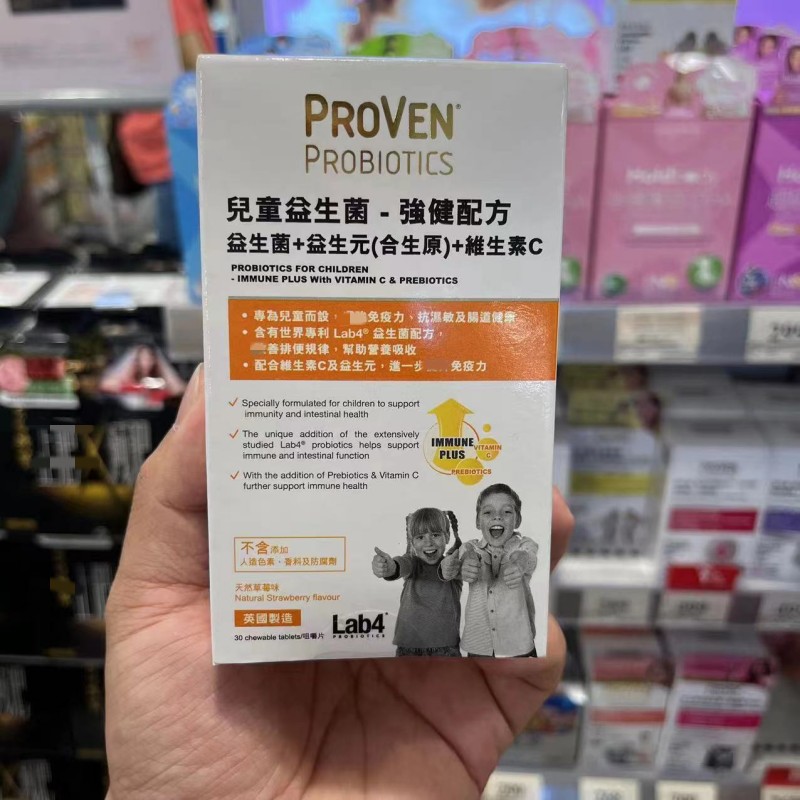 PROVEN®
PROBIOTICS
兒童益生菌 - 強健配方
益生菌+益生元(合生原)+維生素C
PROBIOTICS FOR CHILDREN
- IMMUNE PLUS With VITAMIN C & PREBIOTICS
• 專為兒童而設，免疫力、抗濕敏及腸道健康
• 含有世界專利 Lab4® 益生菌配方，
善排便規律，幫助營養吸收
• 配合維生素C及益生元，進一步免疫力
Specially formulated for children to support
immunity and intestinal health
The unique addition of the extensively
studied Lab4® probiotics helps support
immune and intestinal function
With the addition of Prebiotics & Vitamin C
further support immune health
IMMUNE
PLUS
VITAMIN
C
PREBIOTICS
不含添加
人造色素、香料及防腐劑
天然草莓味
Natural Strawberry flavour
英國製造
30 chewable tablets/咀嚼片
Lab4®
PROBIOTICS